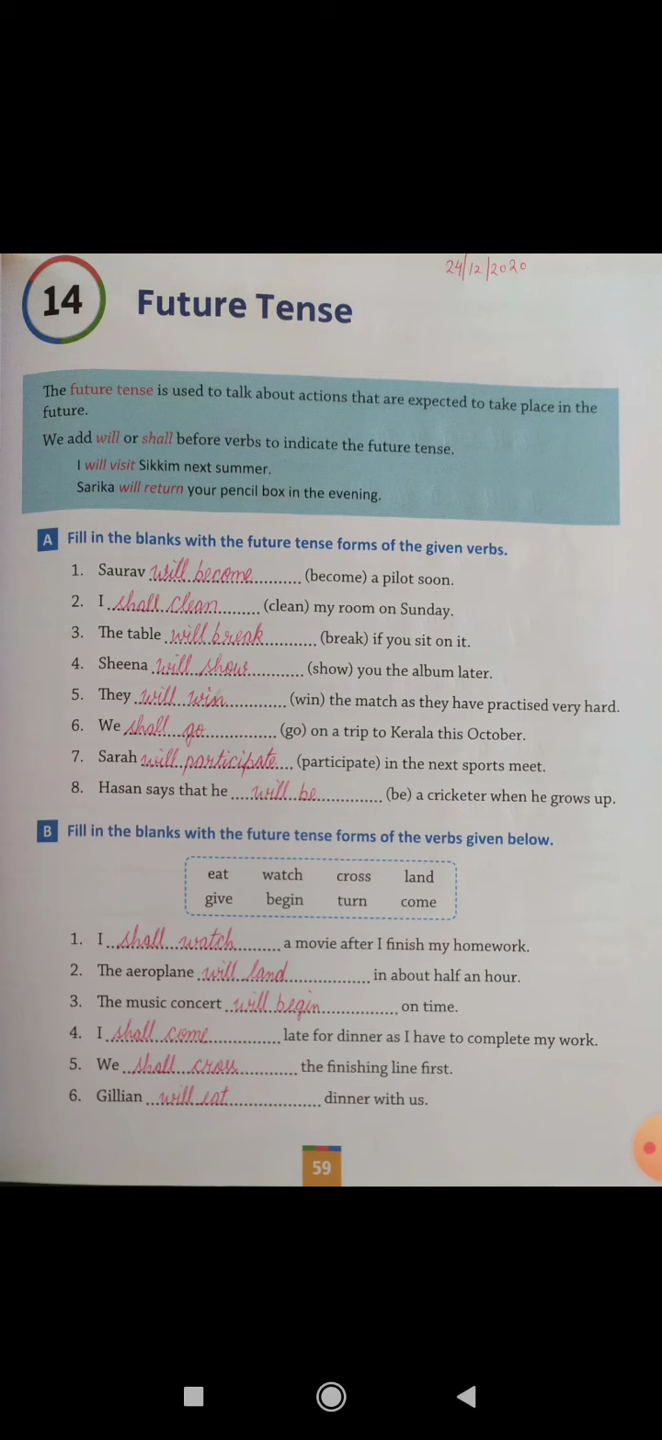 24/12/2020
14 Future Tense
The future tense is used to talk about actions that are expected to take place in the
future.
We add will or shall before verbs to indicate the future tense.
I will visit Sikkim next summer.
Sarika will return your pencil box in the evening.
A Fill in the blanks with the future tense forms of the given verbs.
1. Saurav will become (become) a pilot soon.
2. I shall clean (clean) my room on Sunday.
3. The table will break (break) if you sit on it.
4. Sheena will show (show) you the album later.
5. They will win (win) the match as they have practised very hard.
6. We shall go (go) on a trip to Kerala this October.
7. Sarah will participate (participate) in the next sports meet.
8. Hasan says that he will be (be) a cricketer when he grows up.
B Fill in the blanks with the future tense forms of the verbs given below.
eat watch cross land
give begin turn come
1. I shall watch a movie after I finish my homework.
2. The aeroplane will land in about half an hour.
3. The music concert will begin on time.
4. I shall come late for dinner as I have to complete my work.
5. We shall cross the finishing line first.
6. Gillian will eat dinner with us.
59